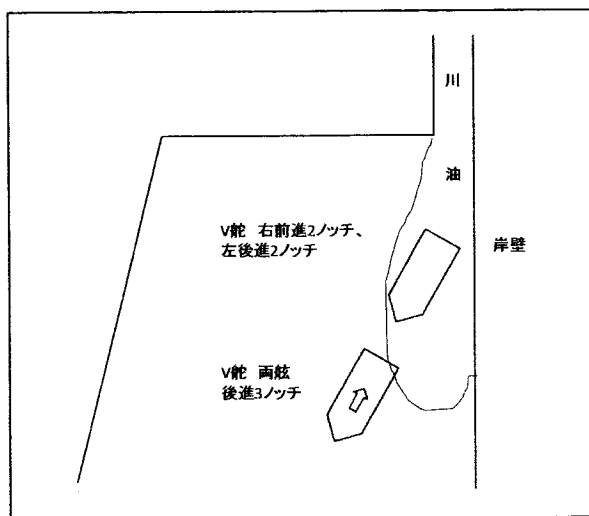 川
油
V舵 右前進2ノッチ、
左後進2ノッチ
岸壁
V舵 両舷
後進3ノッチ